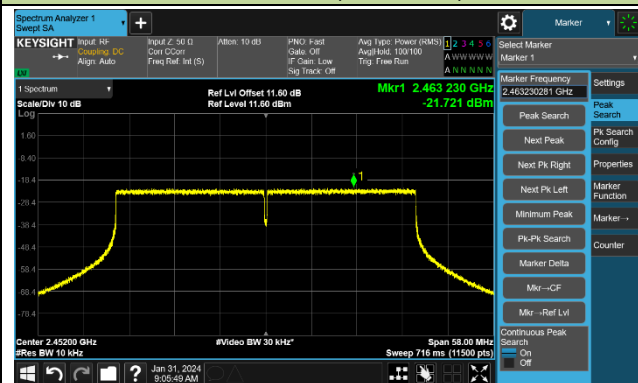 Spectrum Analyzer 1
Swept SA
Marker
KEYSIGHT
Input: RF
Coupling: DC
Align: Auto
Input Z: 50 Ω
Corr CCorr
Freq Ref: Int (S)
Atten: 10 dB
PNO: Fast
Gate: Off
IF Gain: Low
Sig Track: Off
Avg Type: Power (RMS)
Avg|Hold: 100/100
Trig: Free Run
1 2 3 4 5 6
A W W W W W
A N N N N N
Select Marker
Marker 1
LXI
1 Spectrum
Scale/Div 10 dB
Log
Ref Lvl Offset 11.60 dB
Ref Level 11.60 dBm
Mkr1 2.463 230 GHz
-21.721 dBm
1.60
-8.40
-18.4
-28.4
-38.4
-48.4
-58.4
-68.4
-78.4
1
Center 2.45200 GHz
#Res BW 10 kHz
#Video BW 30 kHz*
Span 58.00 MHz
Sweep 716 ms (11500 pts)
Marker Frequency
2.463230281 GHz
Peak Search
Next Peak
Next Pk Right
Next Pk Left
Minimum Peak
Pk-Pk Search
Marker Delta
Mkr→CF
Mkr→Ref Lvl
Continuous Peak
Search
On
Off
Settings
Peak
Search
Pk Search
Config
Properties
Marker
Function
Marker→
Counter
Jan 31, 2024
9:05:49 AM